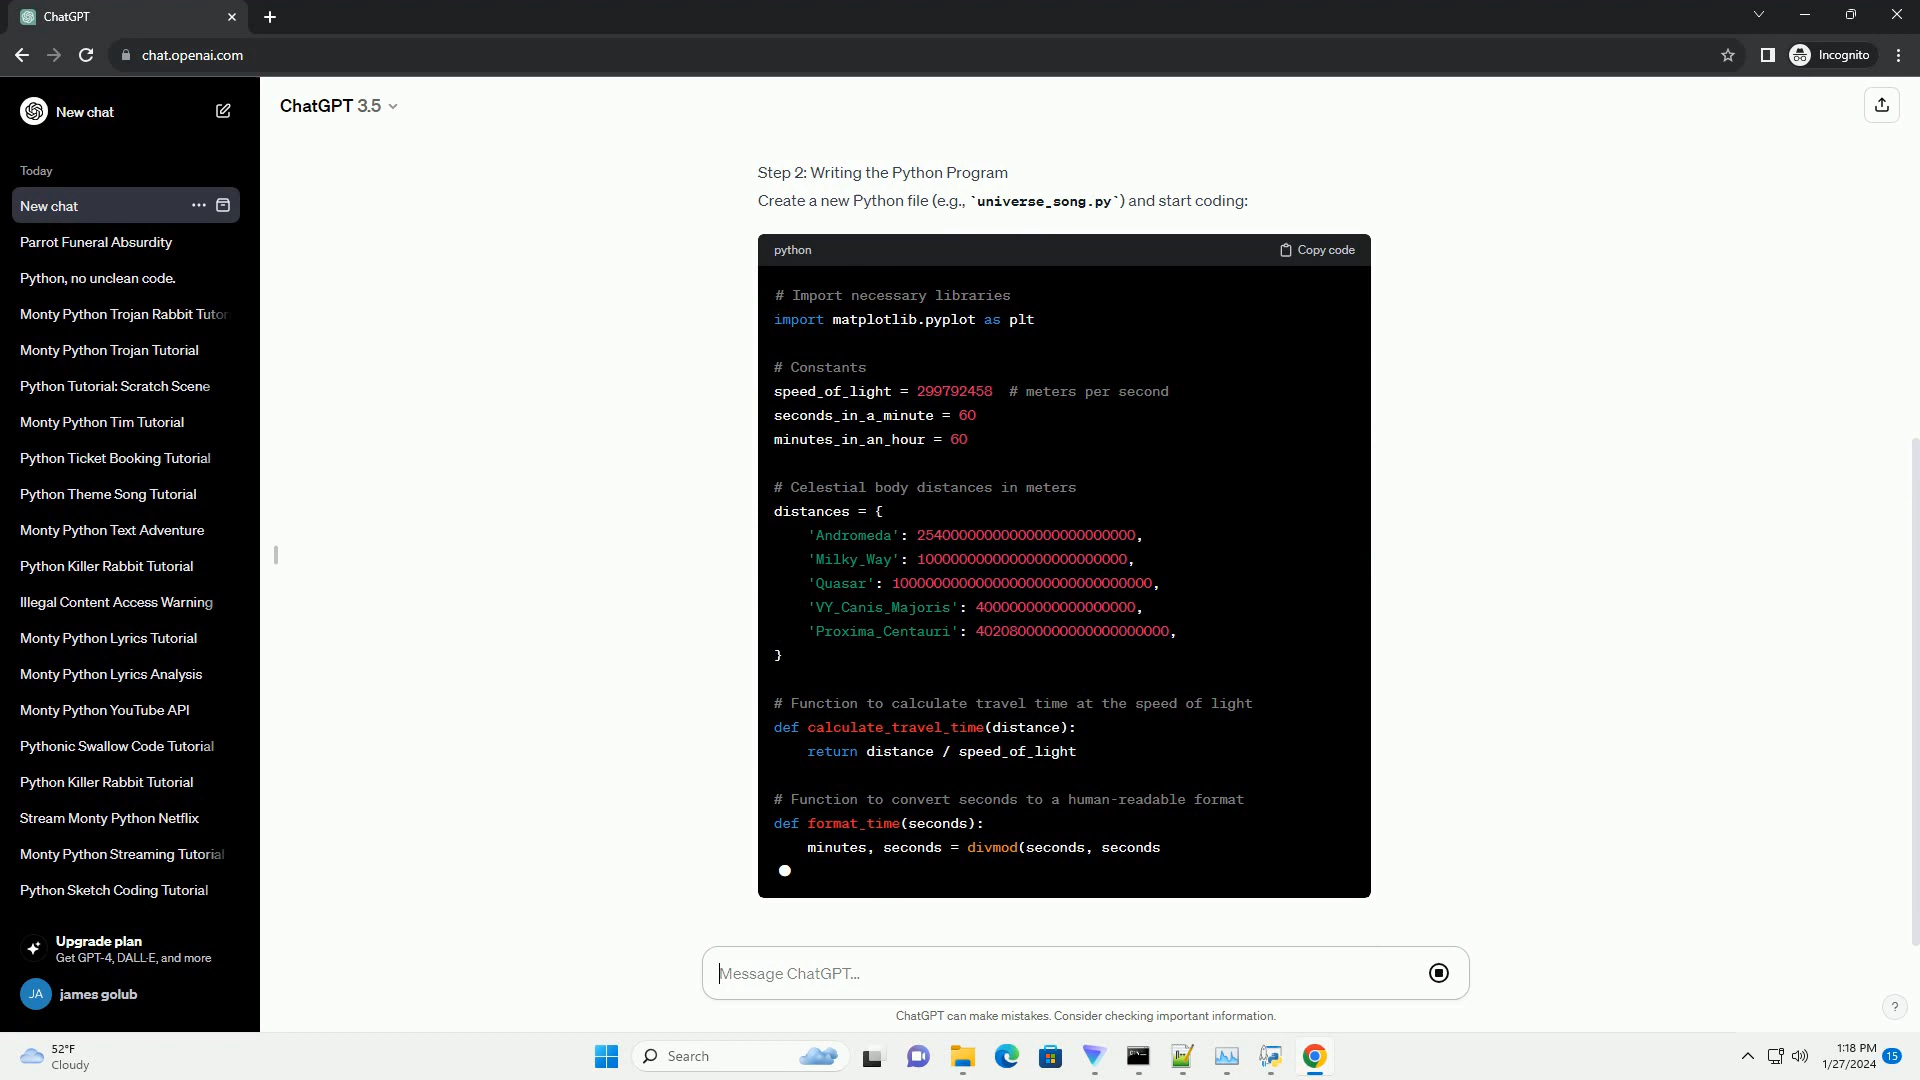 ChatGPT
chat.openai.com
Incognito
New chat
ChatGPT 3.5
Today
New chat
Parrot Funeral Absurdity
Python, no unclean code.
Monty Python Trojan Rabbit Tutor
Monty Python Trojan Tutorial
Python Tutorial: Scratch Scene
Monty Python Tim Tutorial
Python Ticket Booking Tutorial
Python Theme Song Tutorial
Monty Python Text Adventure
Python Killer Rabbit Tutorial
Illegal Content Access Warning
Monty Python Lyrics Tutorial
Monty Python Lyrics Analysis
Monty Python YouTube API
Pythonic Swallow Code Tutorial
Python Killer Rabbit Tutorial
Stream Monty Python Netflix
Monty Python Streaming Tutorial
Python Sketch Coding Tutorial
Upgrade plan
Get GPT-4, DALL·E, and more
JA
james golub
Step 2: Writing the Python Program
Create a new Python file (e.g., `universe_song.py`) and start coding:
python
Copy code
# Import necessary libraries
import matplotlib.pyplot as plt
# Constants
speed_of_light = 299792458  # meters per second
seconds_in_a_minute = 60
minutes_in_an_hour = 60
# Celestial body distances in meters
distances = {
'Andromeda': 25400000000000000000000000,
'Milky_Way': 1000000000000000000000000,
'Quasar': 1000000000000000000000000000000,
'VY_Canis_Majoris': 4000000000000000000,
'Proxima_Centauri': 40208000000000000000000,
}
# Function to calculate travel time at the speed of light
def calculate_travel_time(distance):
return distance / speed_of_light
# Function to convert seconds to a human-readable format
def format_time(seconds):
minutes, seconds = divmod(seconds, seconds
Message ChatGPT...
ChatGPT can make mistakes. Consider checking important information.
?
52°F
Cloudy
Search
1:18 PM
1/27/2024
15